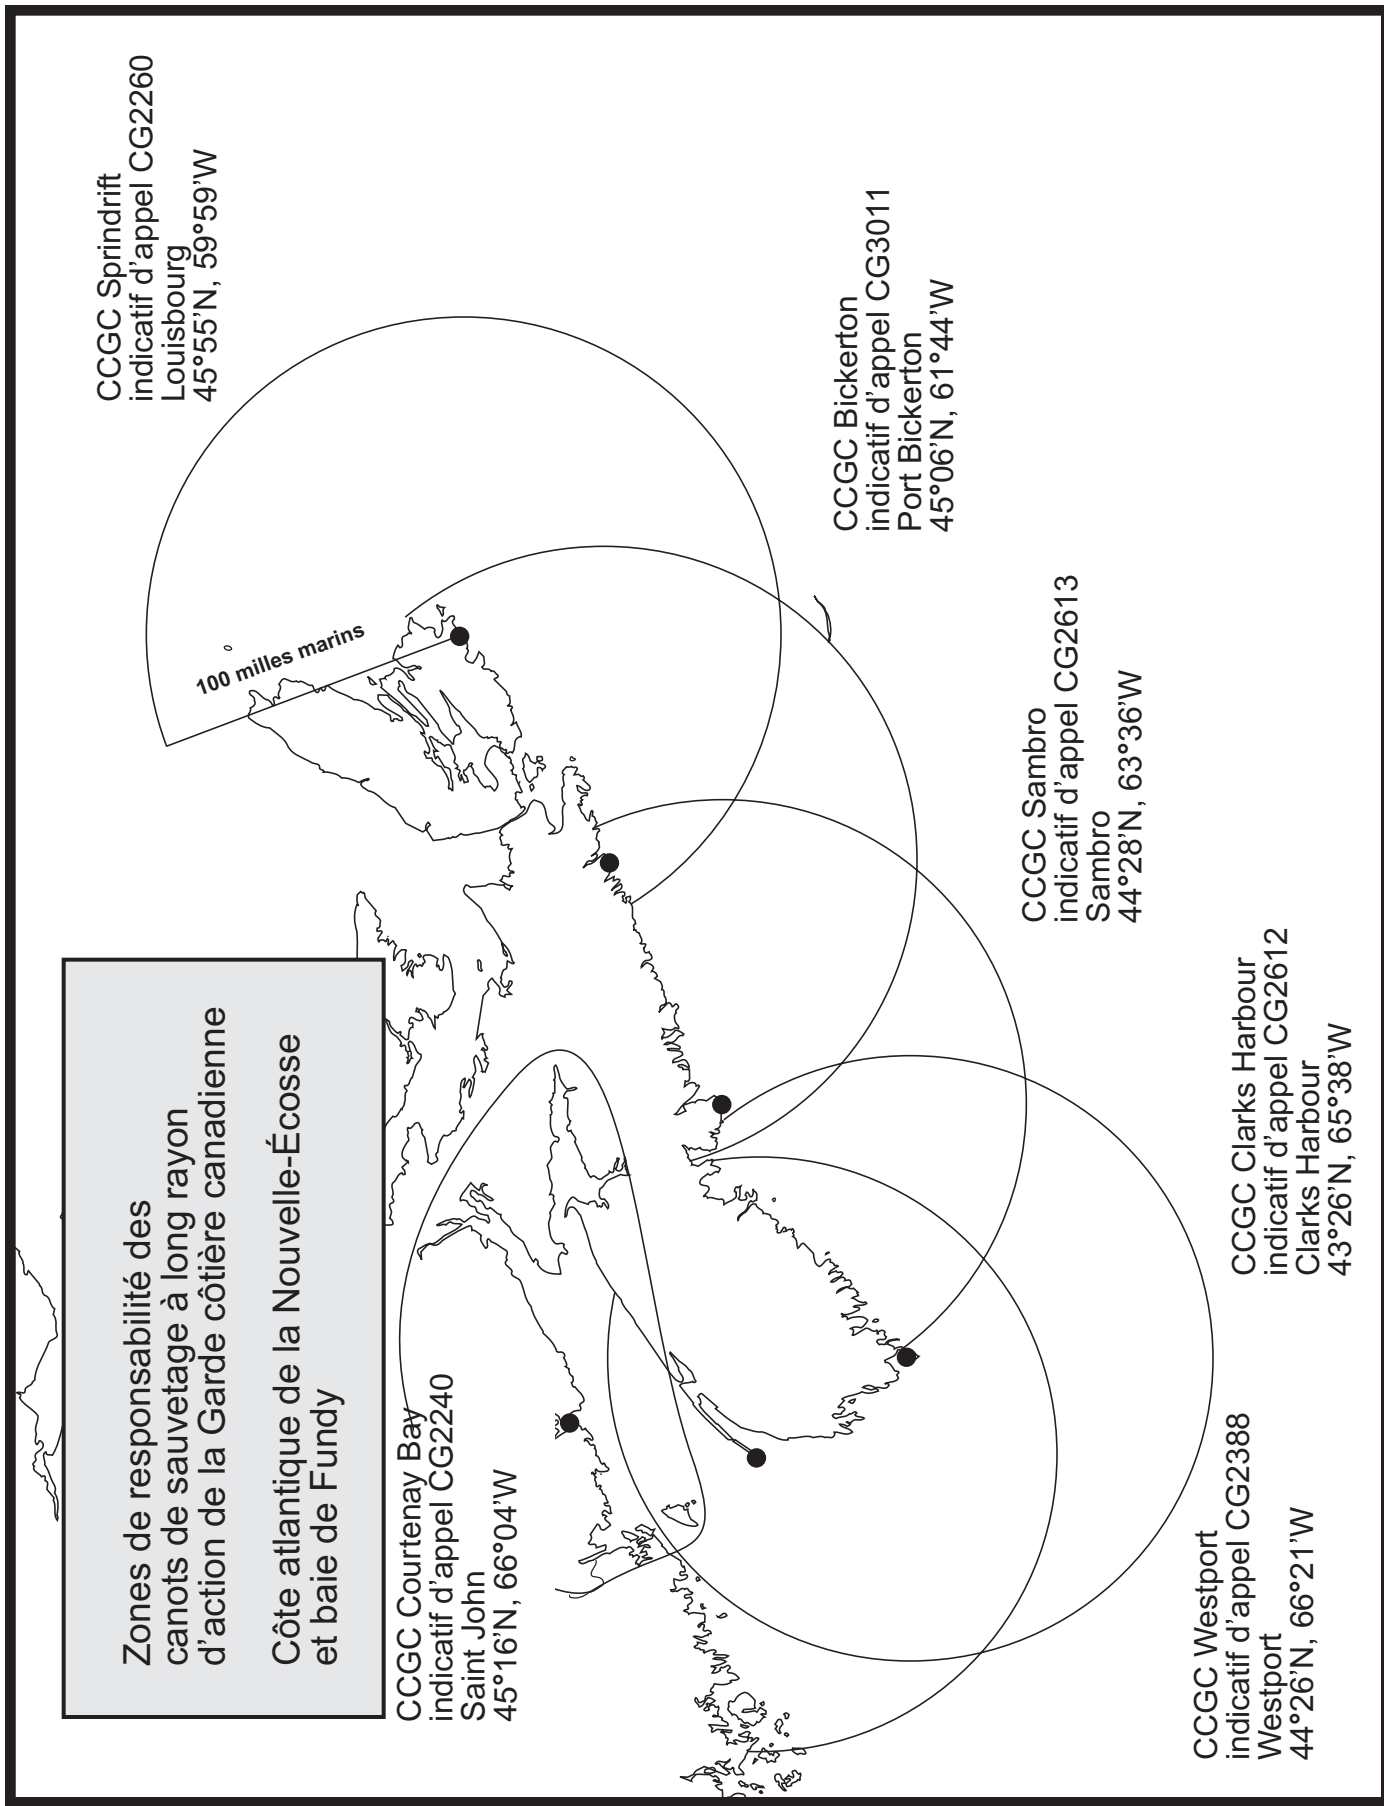 Zones de responsabilité des
canots de sauvetage à long rayon
d'action de la Garde côtière canadienne
Côte atlantique de la Nouvelle-Écosse
et baie de Fundy
CCGC Sprindrift
indicatif d'appel CG2260
Louisbourg
45°55'N, 59°59'W
100 milles marins
CCGC Bickerton
indicatif d'appel CG3011
Port Bickerton
45°06'N, 61°44'W
CCGC Sambro
indicatif d'appel CG2613
Sambro
44°28'N, 63°36'W
CCGC Clarks Harbour
indicatif d'appel CG2612
Clarks Harbour
43°26'N, 65°38'W
CCGC Courtenay Bay
indicatif d'appel CG2240
Saint John
45°16'N, 66°04'W
CCGC Westport
indicatif d'appel CG2388
Westport
44°26'N, 66°21'W